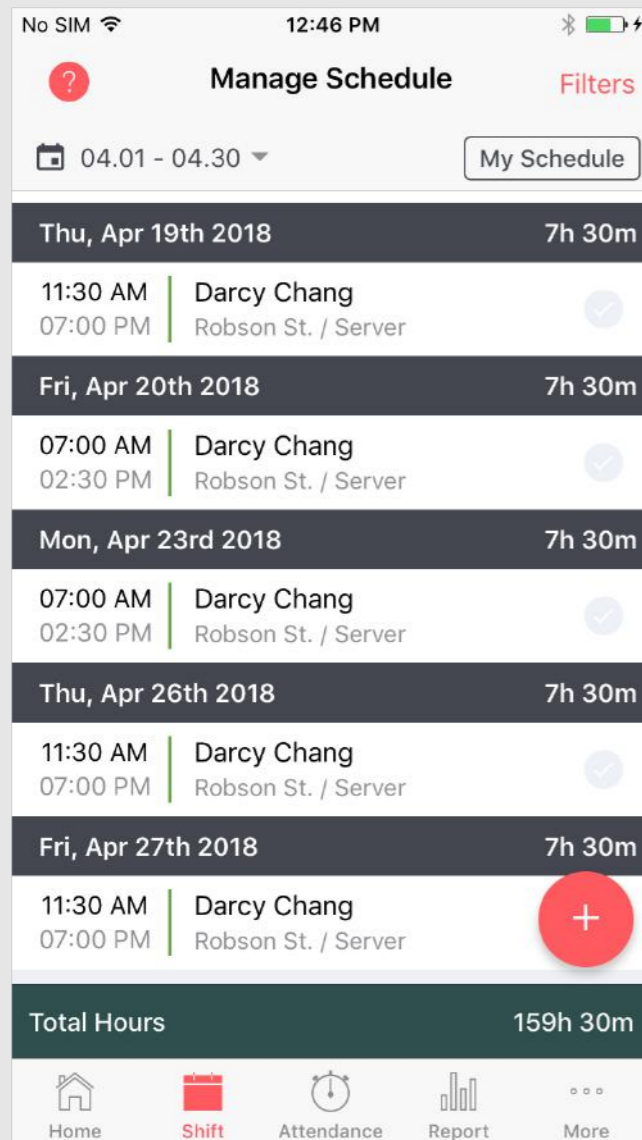 No SIM 12:46 PM
? Manage Schedule Filters
04.01 - 04.30 My Schedule
Thu, Apr 19th 2018 7h 30m
11:30 AM Darcy Chang
07:00 PM Robson St. / Server
Fri, Apr 20th 2018 7h 30m
07:00 AM Darcy Chang
02:30 PM Robson St. / Server
Mon, Apr 23rd 2018 7h 30m
07:00 AM Darcy Chang
02:30 PM Robson St. / Server
Thu, Apr 26th 2018 7h 30m
11:30 AM Darcy Chang
07:00 PM Robson St. / Server
Fri, Apr 27th 2018 7h 30m
11:30 AM Darcy Chang
07:00 PM Robson St. / Server
+
Total Hours 159h 30m
Home Shift Attendance Report More